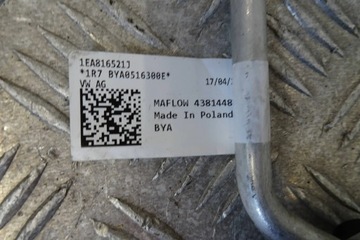 1EA816521J
*1R7 BYA0516300E*
VW AG
17/04/
MAFLOW 4381448
Made In Poland
BYA